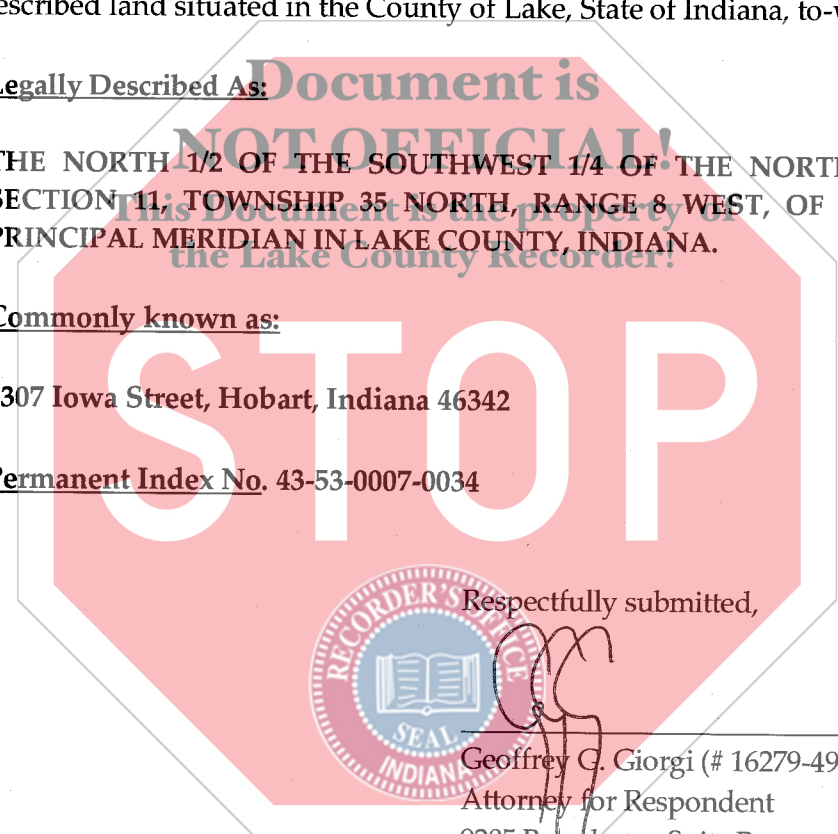 escribed land situated in the County of Lake, State of Indiana, to-
Legally Described As:
Document is
NOT OFFICIAL!
THE NORTH 1/2 OF THE SOUTHWEST 1/4 OF THE NORTH
SECTION 11, TOWNSHIP 35 NORTH, RANGE 8 WEST, OF
This Document is the property of
PRINCIPAL MERIDIAN IN LAKE COUNTY, INDIANA.
the Lake County Recorder!
Commonly known as:
STOP
307 Iowa Street, Hobart, Indiana 46342
Permanent Index No. 43-53-0007-0034
RECORDER'S OFFICE
SEAL
INDIANA
Respectfully submitted,
Geoffrey G. Giorgi (# 16279-49
Attorney for Respondent